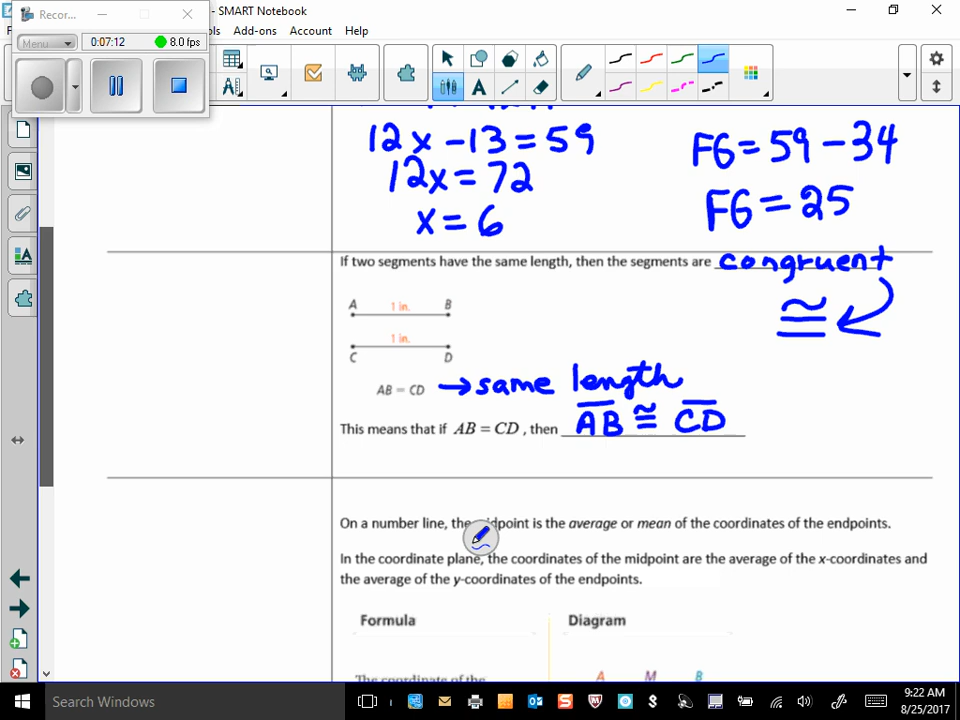 Recor...
- SMART Notebook
Menu
0:07:12
8.0 fps
ols Add-ons Account Help
12x - 13 = 59
12x = 72
x = 6
FG = 59 - 34
FG = 25
If two segments have the same length, then the segments are congruent
≅
A 1 in. B
1 in.
C D
AB = CD → same length
This means that if AB = CD , then AB ≅ CD
On a number line, the midpoint is the average or mean of the coordinates of the endpoints.
In the coordinate plane, the coordinates of the midpoint are the average of the x-coordinates and
the average of the y-coordinates of the endpoints.
Formula Diagram
The coordinate of the
A M B
Search Windows
9:22 AM
8/25/2017